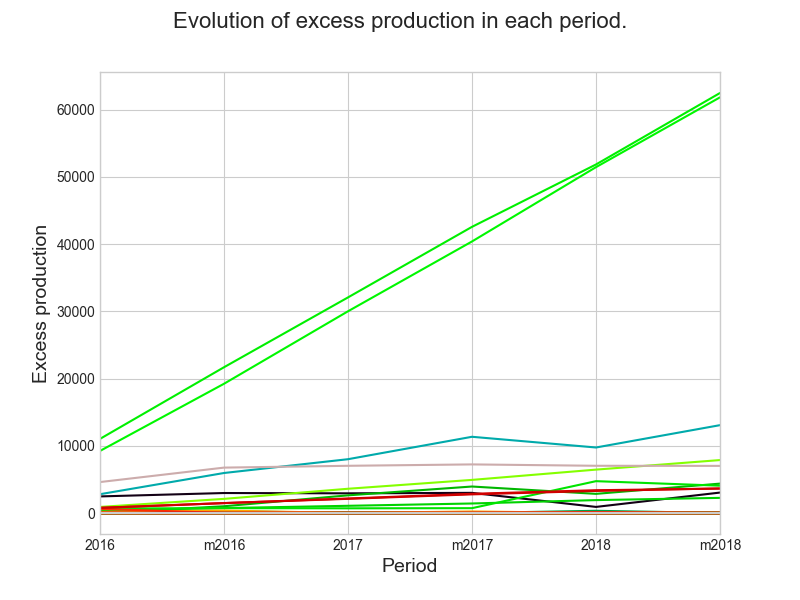 Evolution of excess production in each period.
60000
50000
40000
30000
20000
10000
0
Excess production
2016 m2016 2017 m2017 2018 m2018
Period